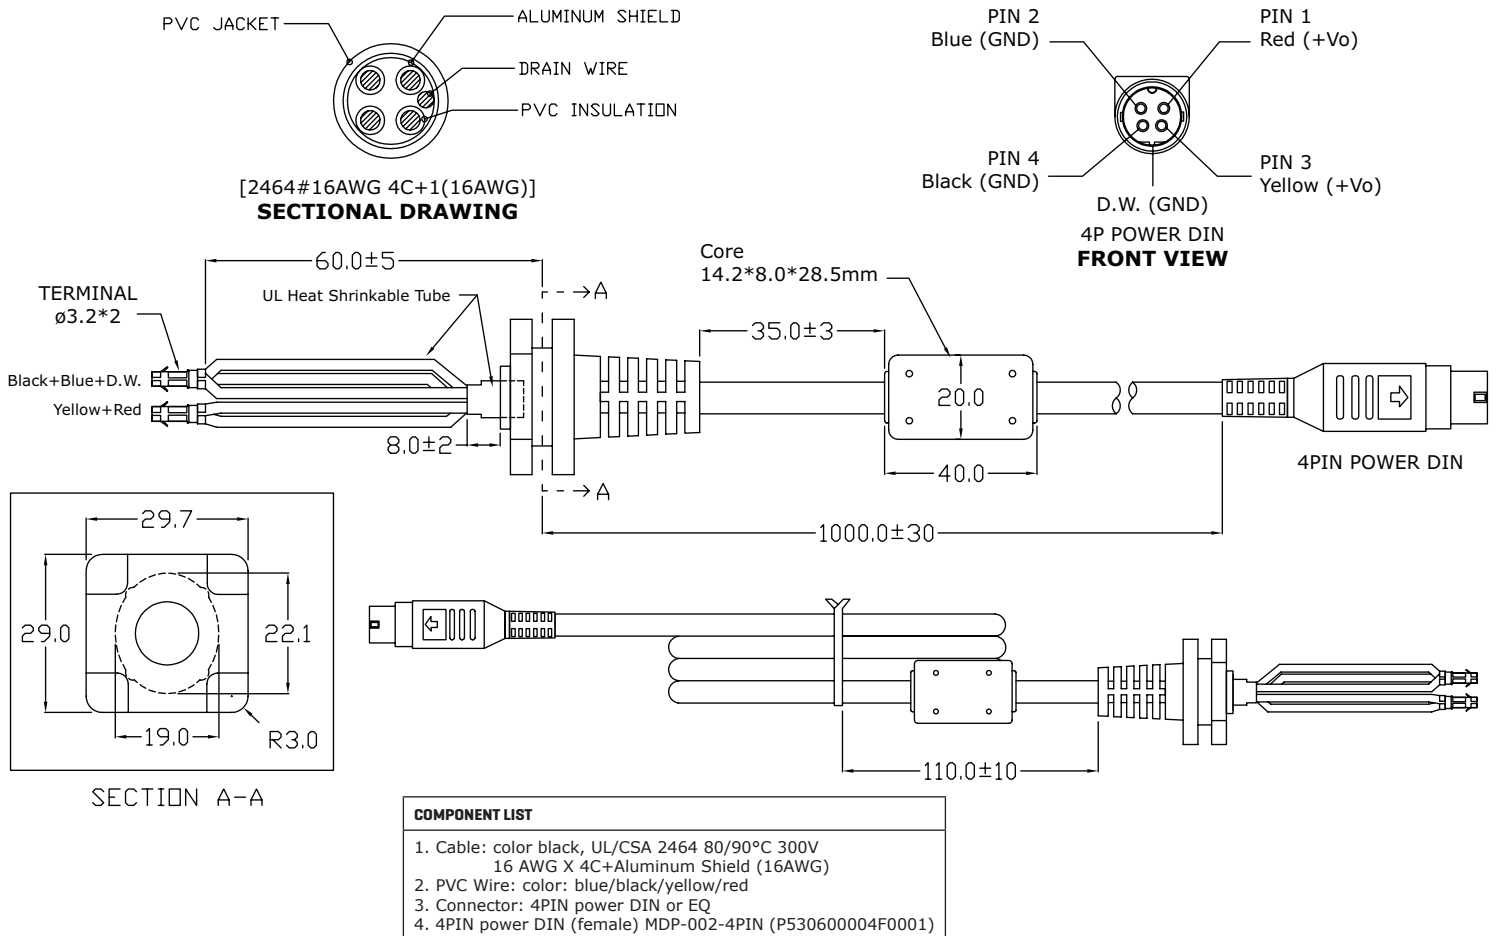 PVC JACKET
ALUMINUM SHIELD
DRAIN WIRE
PVC INSULATION
[2464#16AWG 4C+1(16AWG)]
SECTIONAL DRAWING
PIN 2
Blue (GND)
PIN 1
Red (+Vo)
PIN 4
Black (GND)
PIN 3
Yellow (+Vo)
D.W. (GND)
4P POWER DIN
FRONT VIEW
60.0±5
TERMINAL
ø3.2*2
UL Heat Shrinkable Tube
A
Core
14.2*8.0*28.5mm
35.0±3
Black+Blue+D.W.
Yellow+Red
20.0
8.0±2
40.0
4PIN POWER DIN
A
1000.0±30
29.7
29.0
22.1
19.0
R3.0
SECTION A-A
110.0±10
COMPONENT LIST
1. Cable: color black, UL/CSA 2464 80/90°C 300V
16 AWG X 4C+Aluminum Shield (16AWG)
2. PVC Wire: color: blue/black/yellow/red
3. Connector: 4PIN power DIN or EQ
4. 4PIN power DIN (female) MDP-002-4PIN (P530600004F0001)